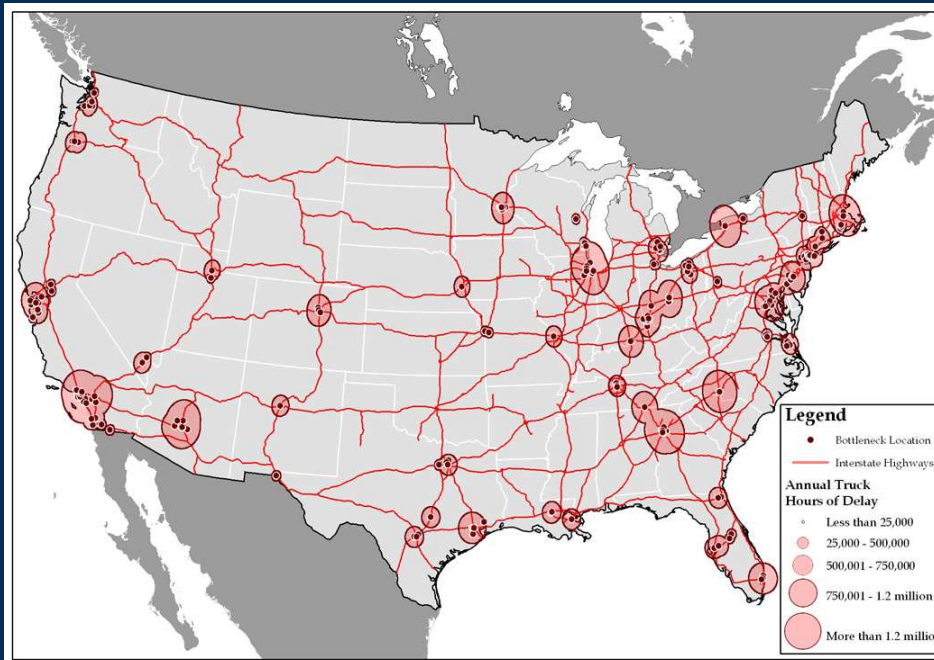 Legend
Bottleneck Location
Interstate Highways
Annual Truck
Hours of Delay
Less than 25,000
25,000 - 500,000
500,001 - 750,000
750,001 - 1.2 million
More than 1.2 millio